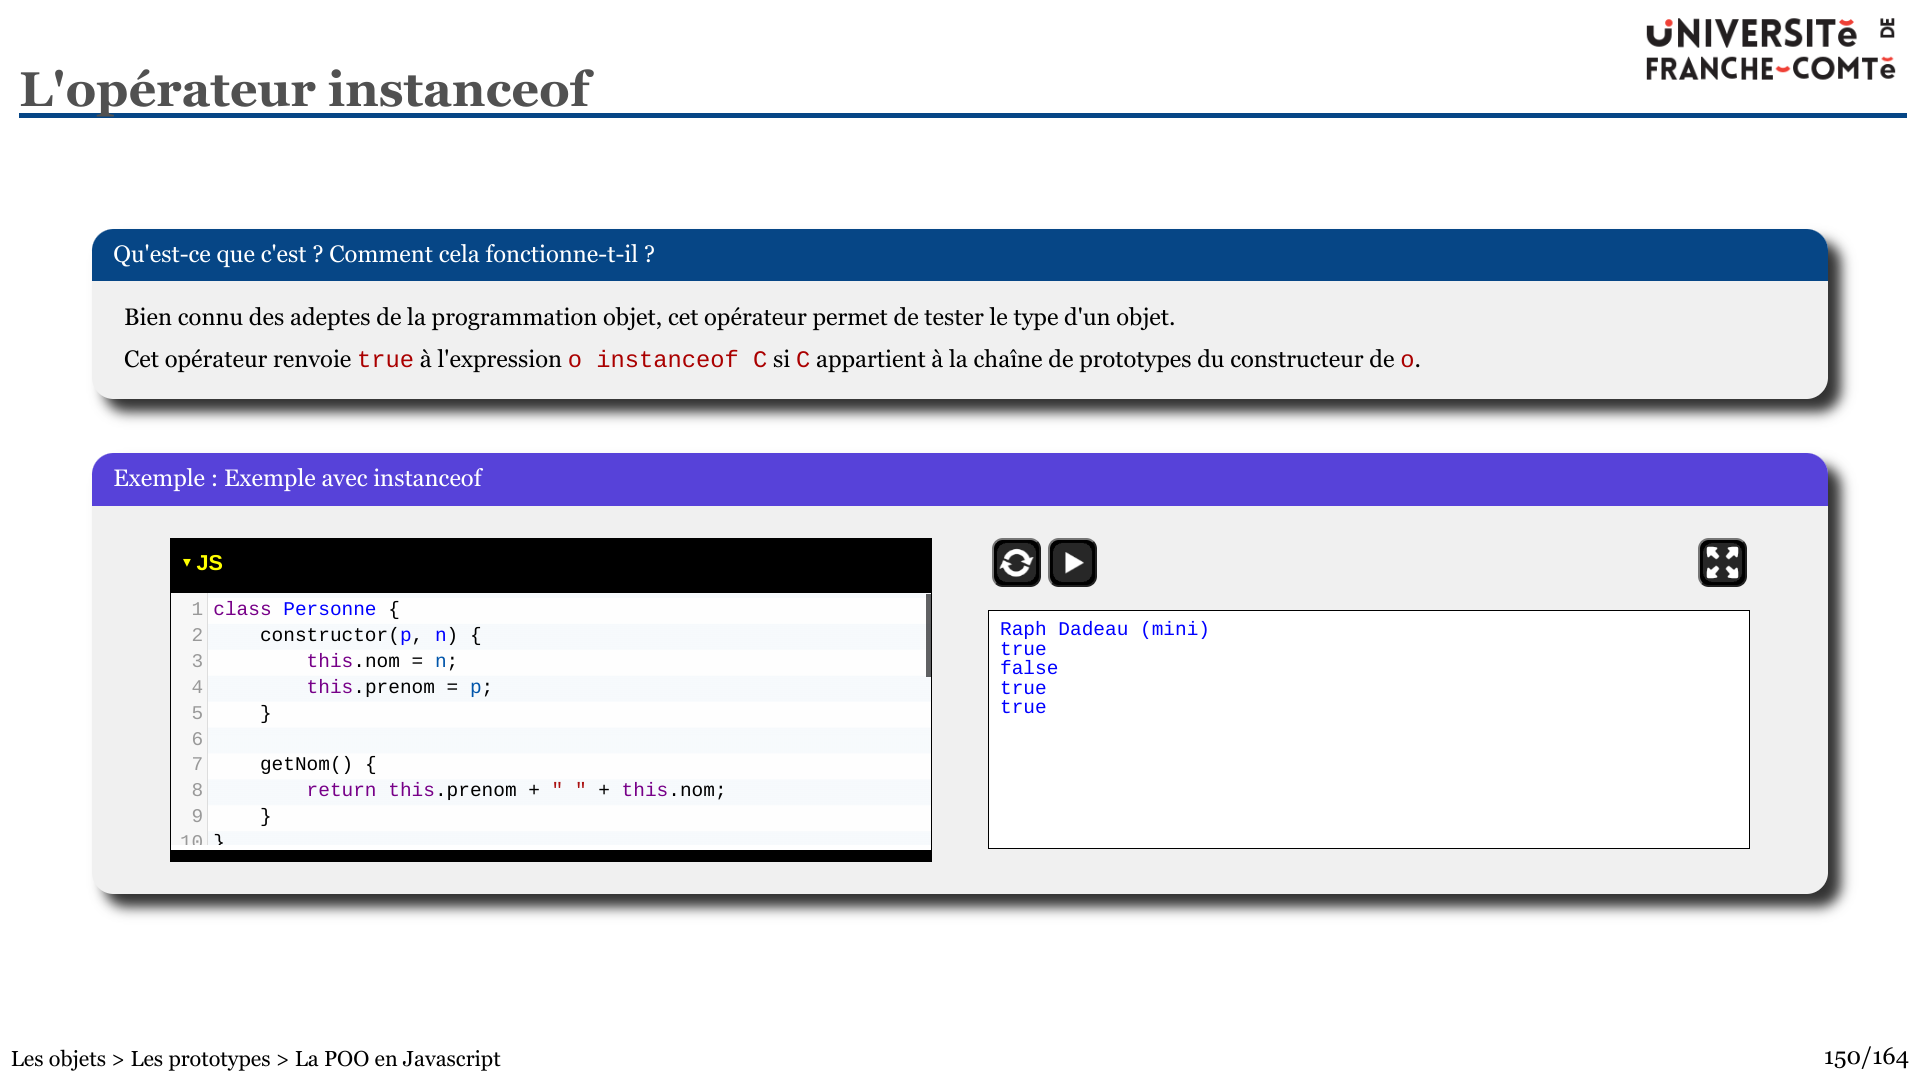 UNIVERSITĕ DE
FRANCHE-COMTĕ
L'opérateur instanceof
Qu'est-ce que c'est ? Comment cela fonctionne-t-il ?
Bien connu des adeptes de la programmation objet, cet opérateur permet de tester le type d'un objet.
Cet opérateur renvoie true à l'expression o instanceof C si C appartient à la chaîne de prototypes du constructeur de o.
Exemple : Exemple avec instanceof
▼ JS
1 class Personne {
2     constructor(p, n) {
3         this.nom = n;
4         this.prenom = p;
5     }
6
7     getNom() {
8         return this.prenom + " " + this.nom;
9     }
10 }
Raph Dadeau (mini)
true
false
true
true
Les objets > Les prototypes > La POO en Javascript
150/164